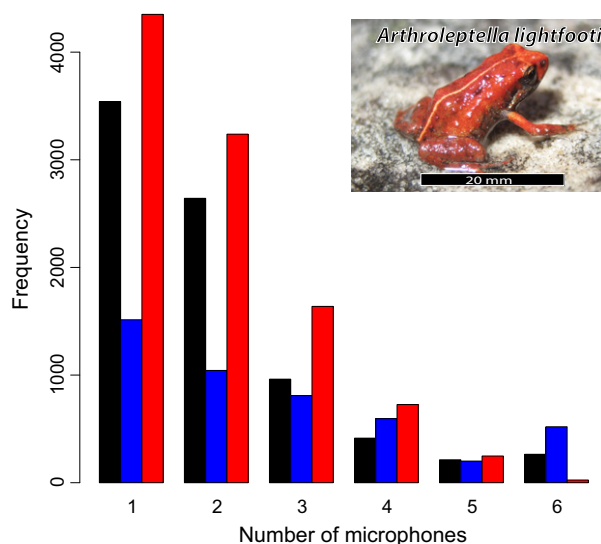 Arthroleptella lightfooti
20 mm
Frequency
4000
3000
2000
1000
0
1 2 3 4 5 6
Number of microphones